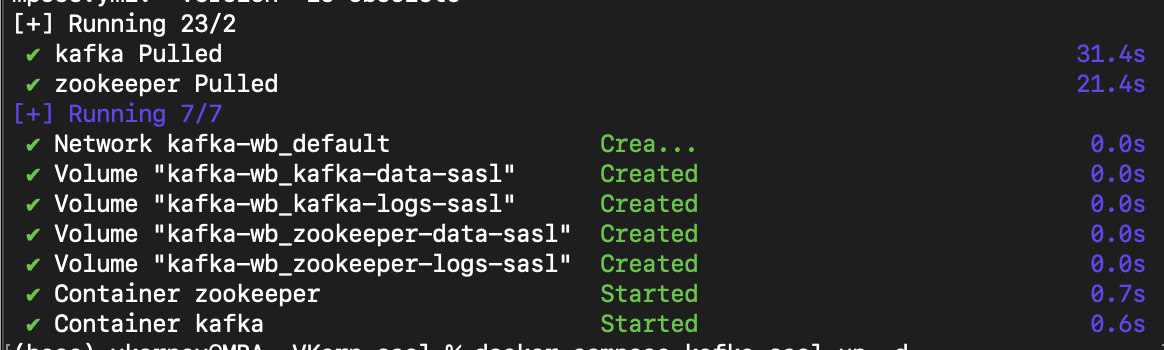 [+] Running 23/2
✔ kafka Pulled 31.4s
✔ zookeeper Pulled 21.4s
[+] Running 7/7
✔ Network kafka-wb_default Crea... 0.0s
✔ Volume "kafka-wb_kafka-data-sasl" Created 0.0s
✔ Volume "kafka-wb_kafka-logs-sasl" Created 0.0s
✔ Volume "kafka-wb_zookeeper-data-sasl" Created 0.0s
✔ Volume "kafka-wb_zookeeper-logs-sasl" Created 0.0s
✔ Container zookeeper Started 0.7s
✔ Container kafka Started 0.6s